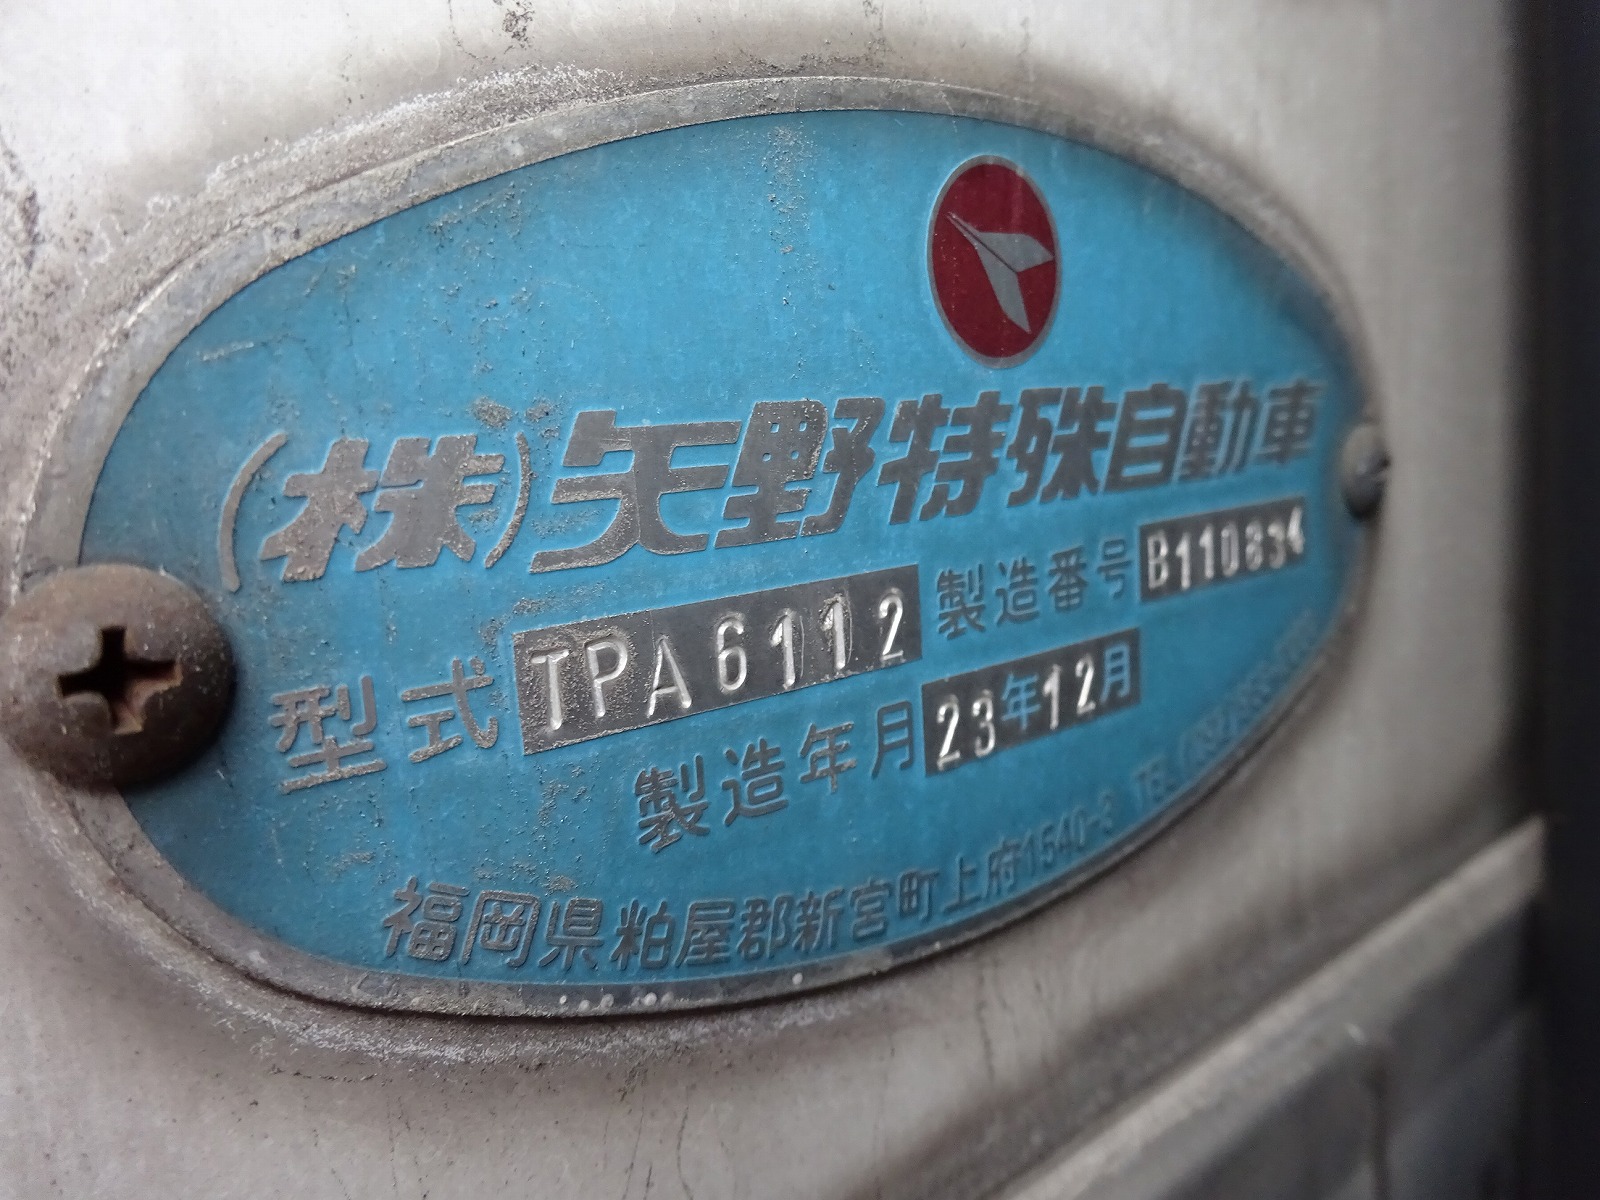 (株)矢野特殊自動車
型式 TPA6112 製造番号 B110834
製造年月 23年12月
福岡県粕屋郡新宮町上府1540-3 TEL